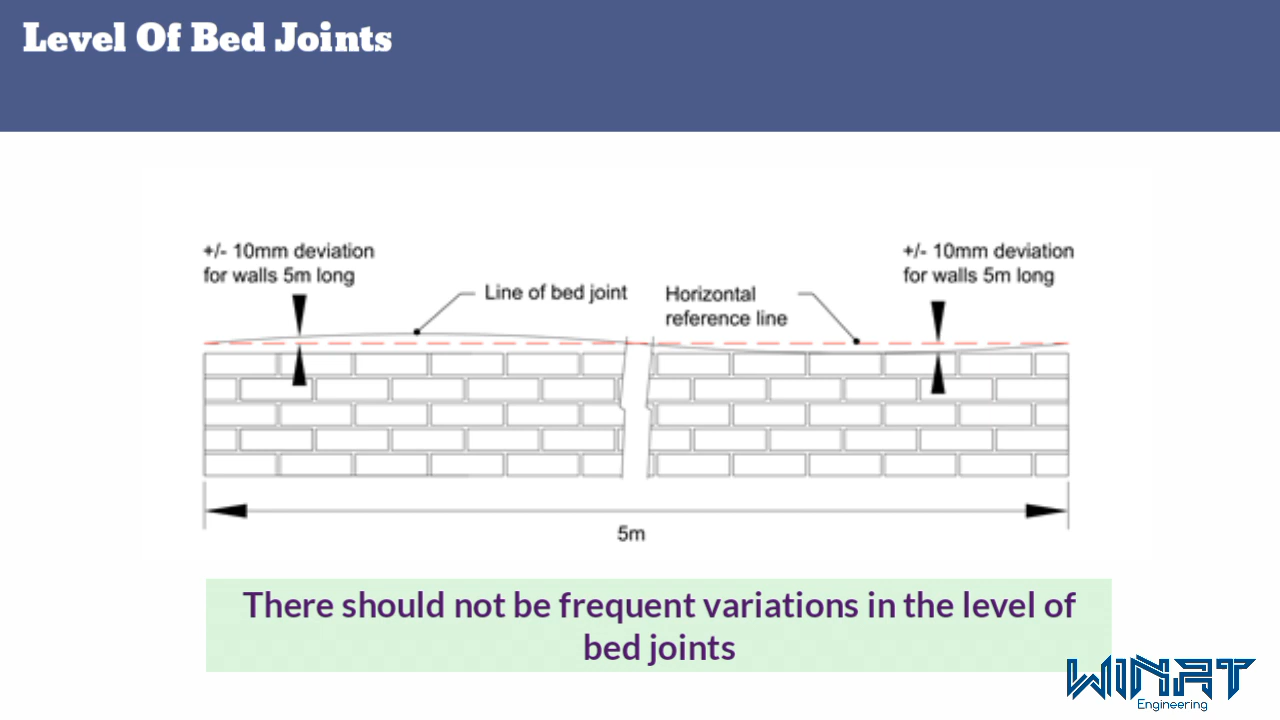 Level Of Bed Joints
+/- 10mm deviation
for walls 5m long
Line of bed joint
Horizontal
reference line
+/- 10mm deviation
for walls 5m long
5m
There should not be frequent variations in the level of
bed joints
WINAT
Engineering